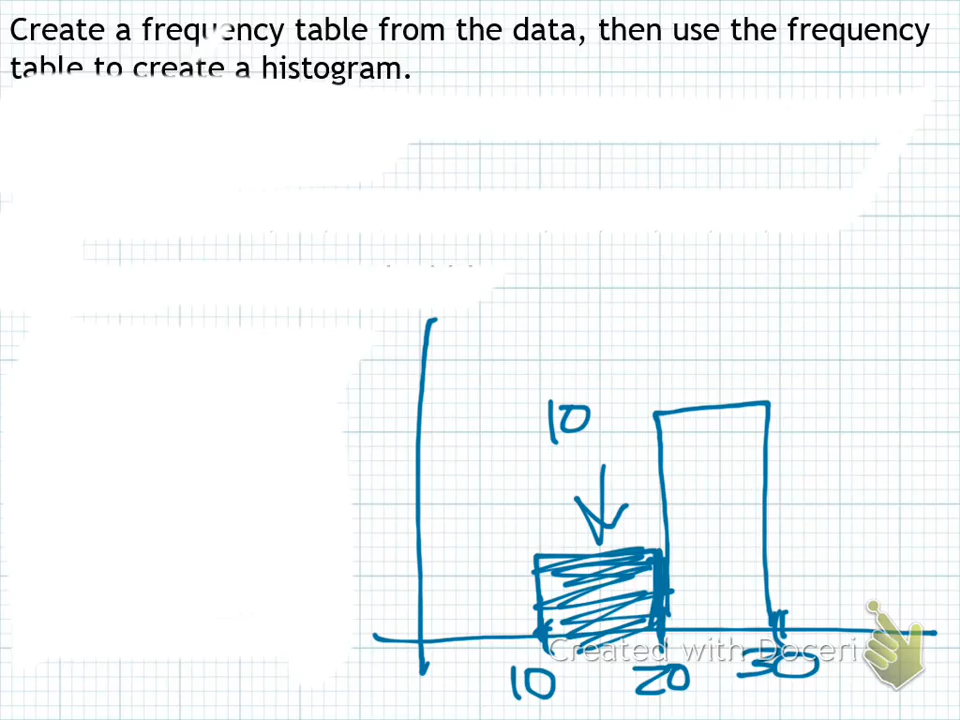 Create a frequency table from the data, then use the frequency
table to create a histogram.
10
Created with Doceri
10 20 30